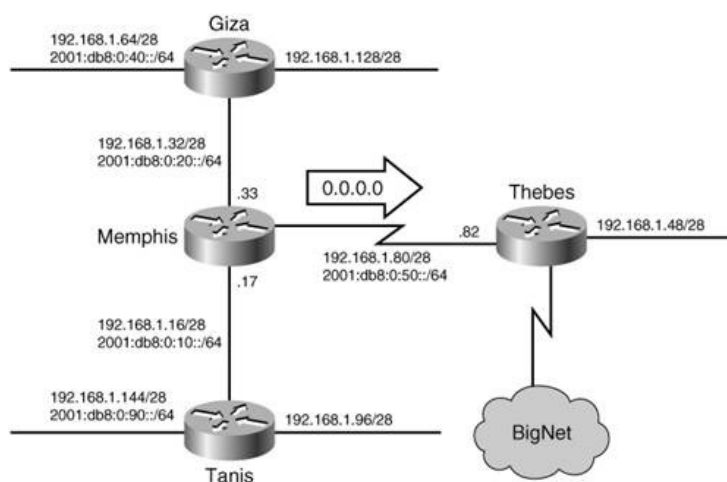 Giza
192.168.1.64/28
2001:db8:0:40::/64
192.168.1.128/28
192.168.1.32/28
2001:db8:0:20::/64
.33
0.0.0.0
Thebes
Memphis
.82
192.168.1.48/28
192.168.1.80/28
2001:db8:0:50::/64
.17
192.168.1.16/28
2001:db8:0:10::/64
192.168.1.144/28
2001:db8:0:90::/64
192.168.1.96/28
BigNet
Tanis